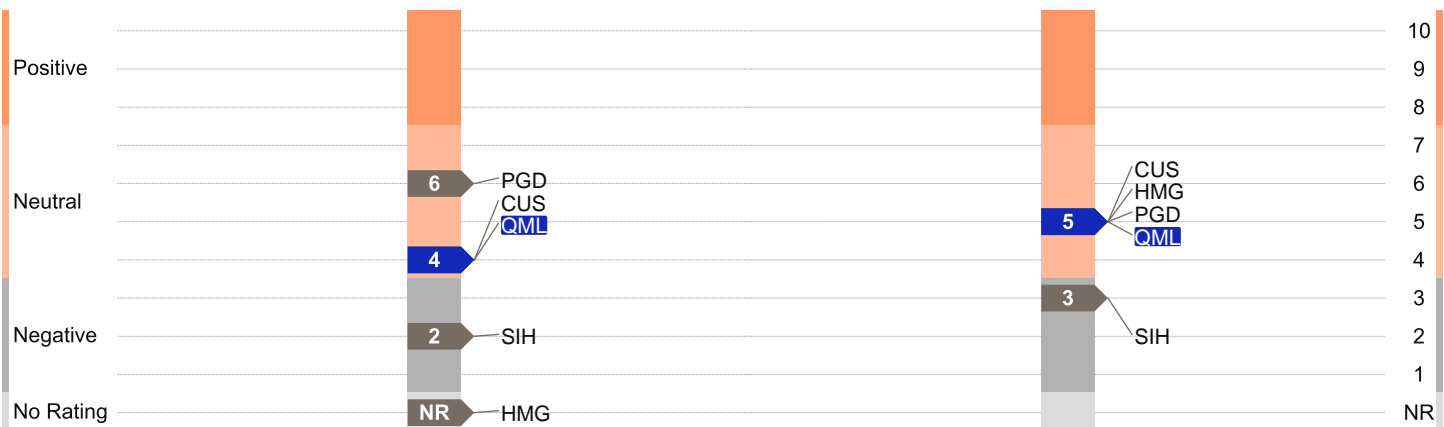 10
Positive
9
8
7
6
PGD
CUS
QML
4
2
SIH
NR
HMG
Neutral
CUS
HMG
PGD
QML
5
3
SIH
6
5
4
3
Negative
2
1
No Rating
NR